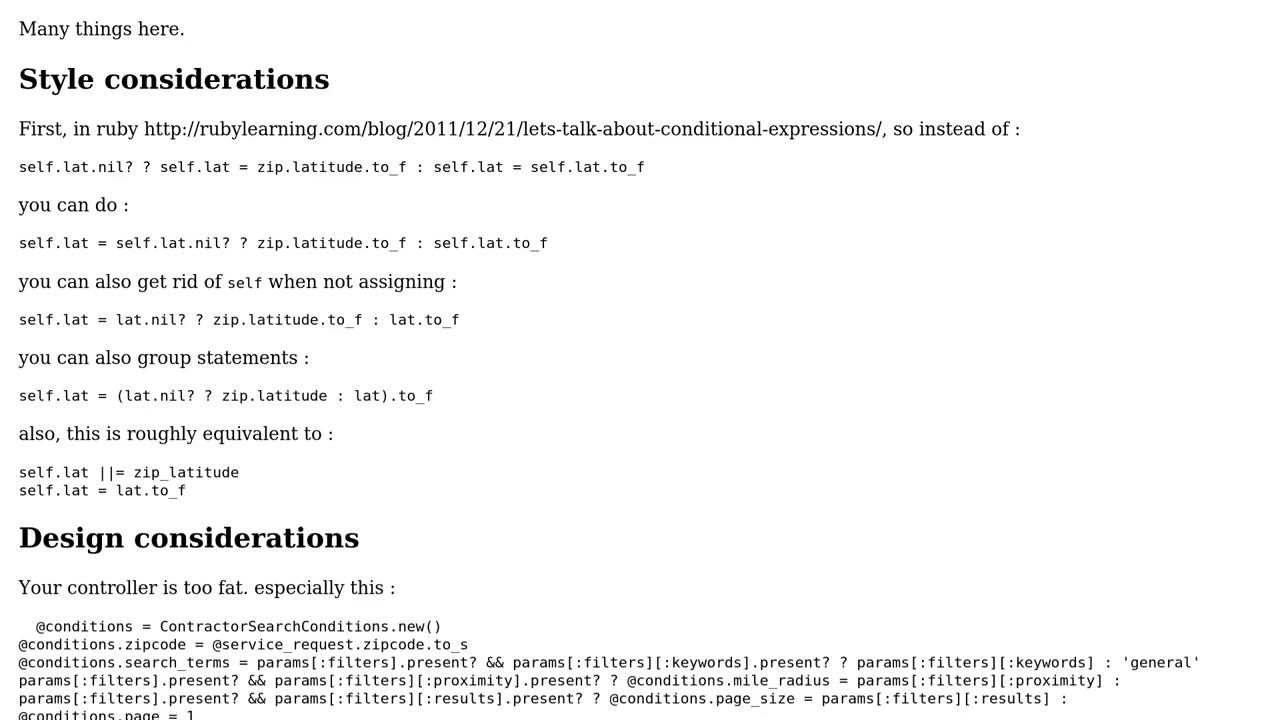 Many things here.
Style considerations
First, in ruby http://rubylearning.com/blog/2011/12/21/lets-talk-about-conditional-expressions/, so instead of :
self.lat.nil? ? self.lat = zip.latitude.to_f : self.lat = self.lat.to_f
you can do :
self.lat = self.lat.nil? ? zip.latitude.to_f : self.lat.to_f
you can also get rid of self when not assigning :
self.lat = lat.nil? ? zip.latitude.to_f : lat.to_f
you can also group statements :
self.lat = (lat.nil? ? zip.latitude : lat).to_f
also, this is roughly equivalent to :
self.lat ||= zip_latitude
self.lat = lat.to_f
Design considerations
Your controller is too fat. especially this :
@conditions = ContractorSearchConditions.new()
@conditions.zipcode = @service_request.zipcode.to_s
@conditions.search_terms = params[:filters].present? && params[:filters][:keywords].present? ? params[:filters][:keywords] : 'general'
params[:filters].present? && params[:filters][:proximity].present? ? @conditions.mile_radius = params[:filters][:proximity] :
params[:filters].present? && params[:filters][:results].present? ? @conditions.page_size = params[:filters][:results] :
@conditions.page = 1